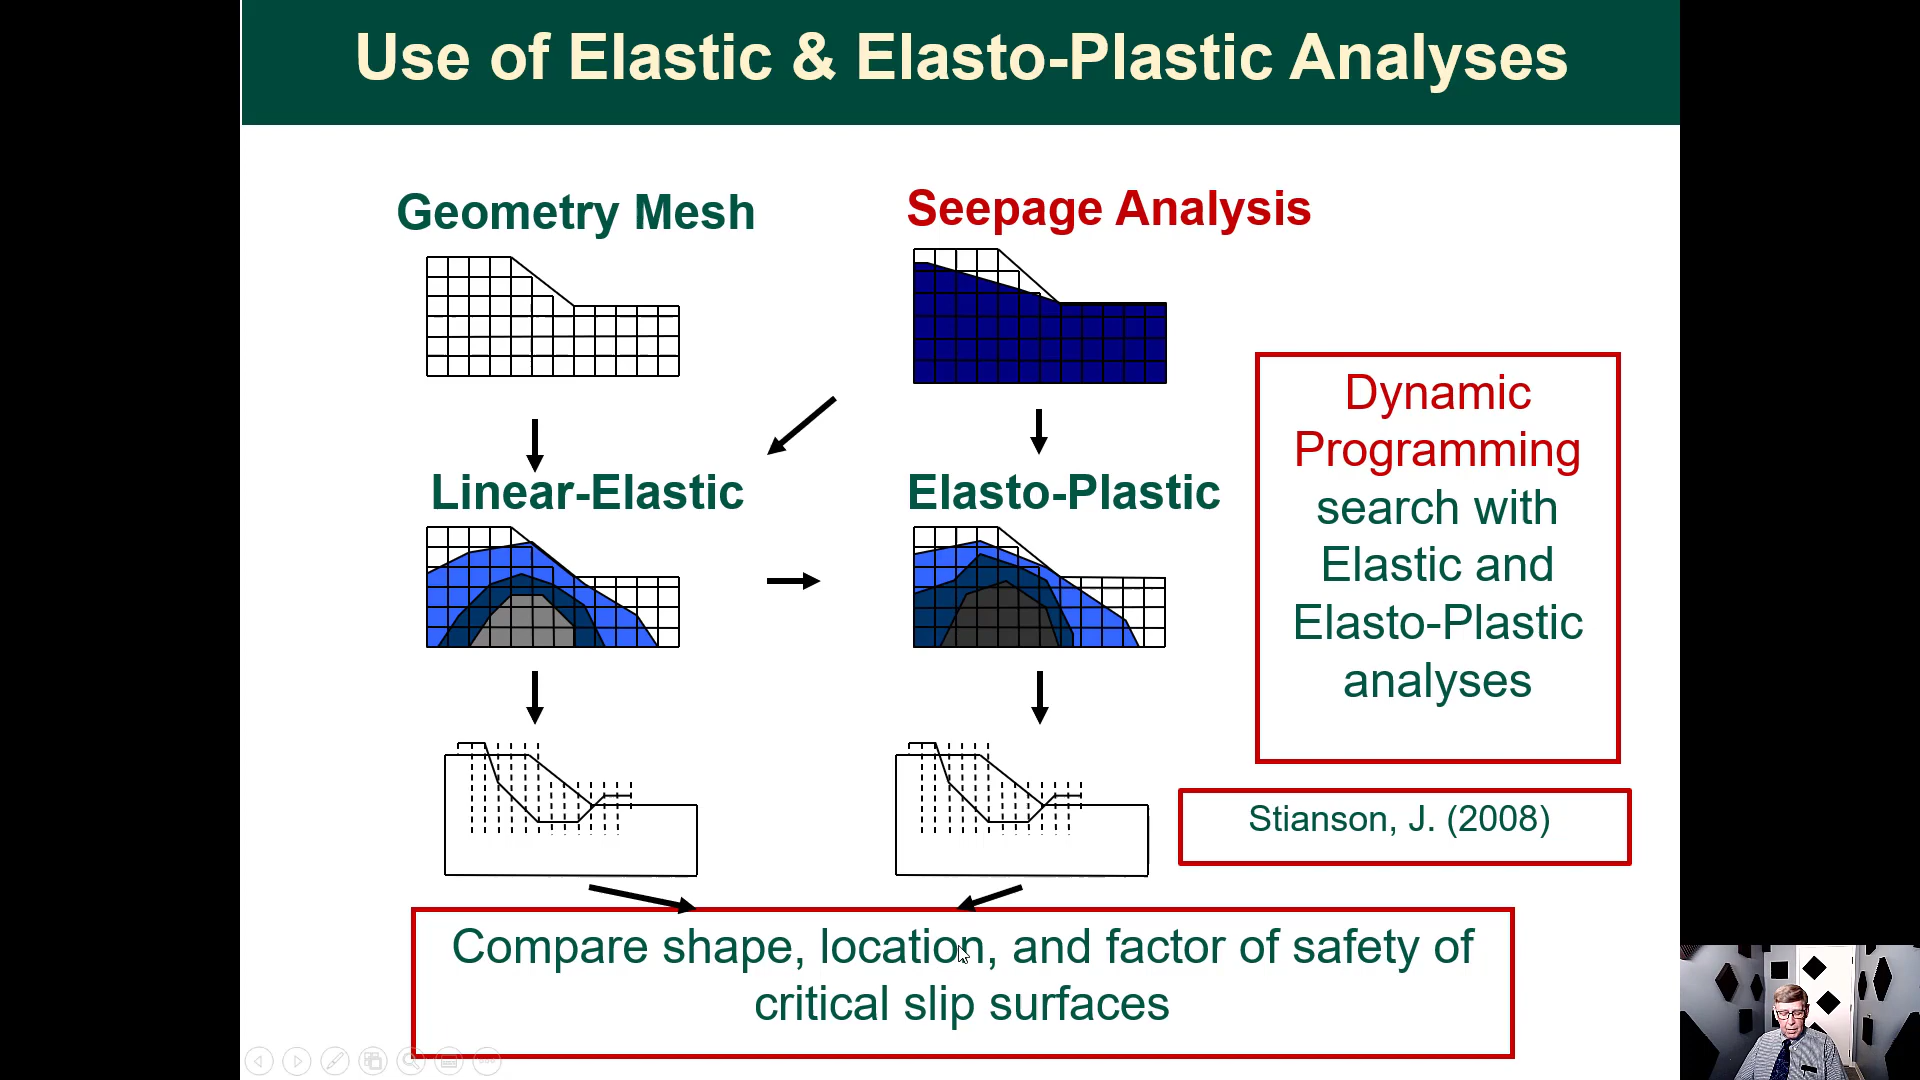 Use of Elastic & Elasto-Plastic Analyses
Geometry Mesh
Seepage Analysis
Linear-Elastic
Elasto-Plastic
Dynamic
Programming
search with
Elastic and
Elasto-Plastic
analyses
Stianson, J. (2008)
Compare shape, location, and factor of safety of
critical slip surfaces